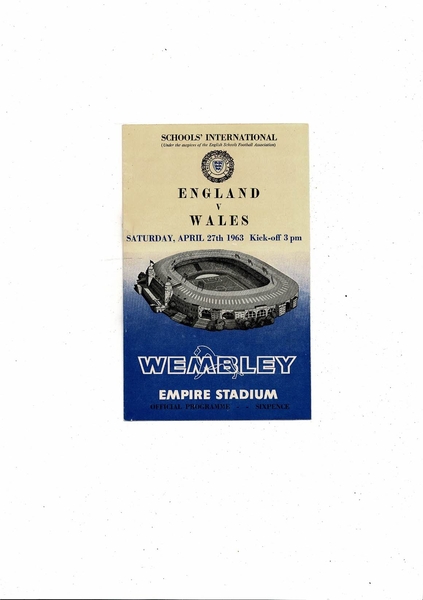 SCHOOLS' INTERNATIONAL
(Under the auspices of the English Schools Football Association)
ENGLAND
V
WALES
SATURDAY, APRIL 27th 1963 Kick-off 3 pm
WEMBLEY
EMPIRE STADIUM
OFFICIAL PROGRAMME - - SIXPENCE